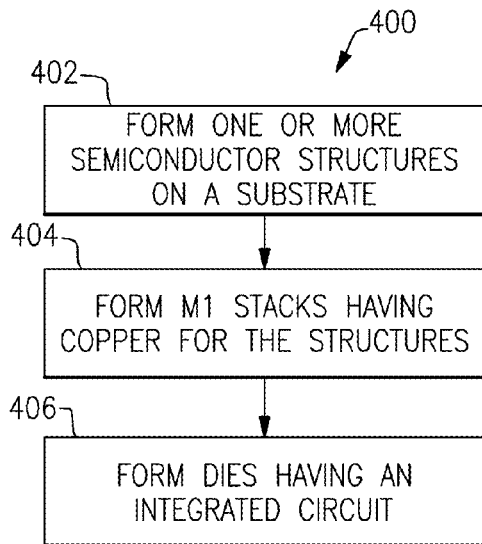 400
402
FORM ONE OR MORE
SEMICONDUCTOR STRUCTURES
ON A SUBSTRATE
404
FORM M1 STACKS HAVING
COPPER FOR THE STRUCTURES
406
FORM DIES HAVING AN
INTEGRATED CIRCUIT